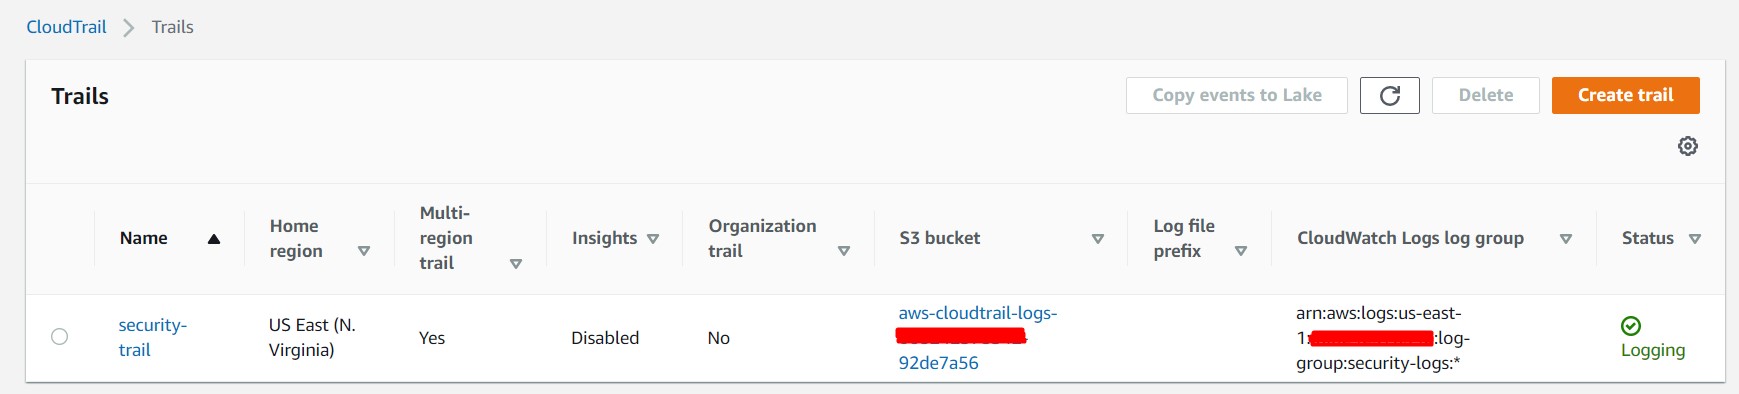 CloudTrail > Trails
Trails
Copy events to Lake
Delete
Create trail
Name
Home
region
Multi-
region
trail
Insights
Organization
trail
S3 bucket
Log file
prefix
CloudWatch Logs log group
Status
security-
trail
US East (N.
Virginia)
Yes
Disabled
No
aws-cloudtrail-logs-
92de7a56
arn:aws:logs:us-east-
1: :log-
group:security-logs:*
Logging